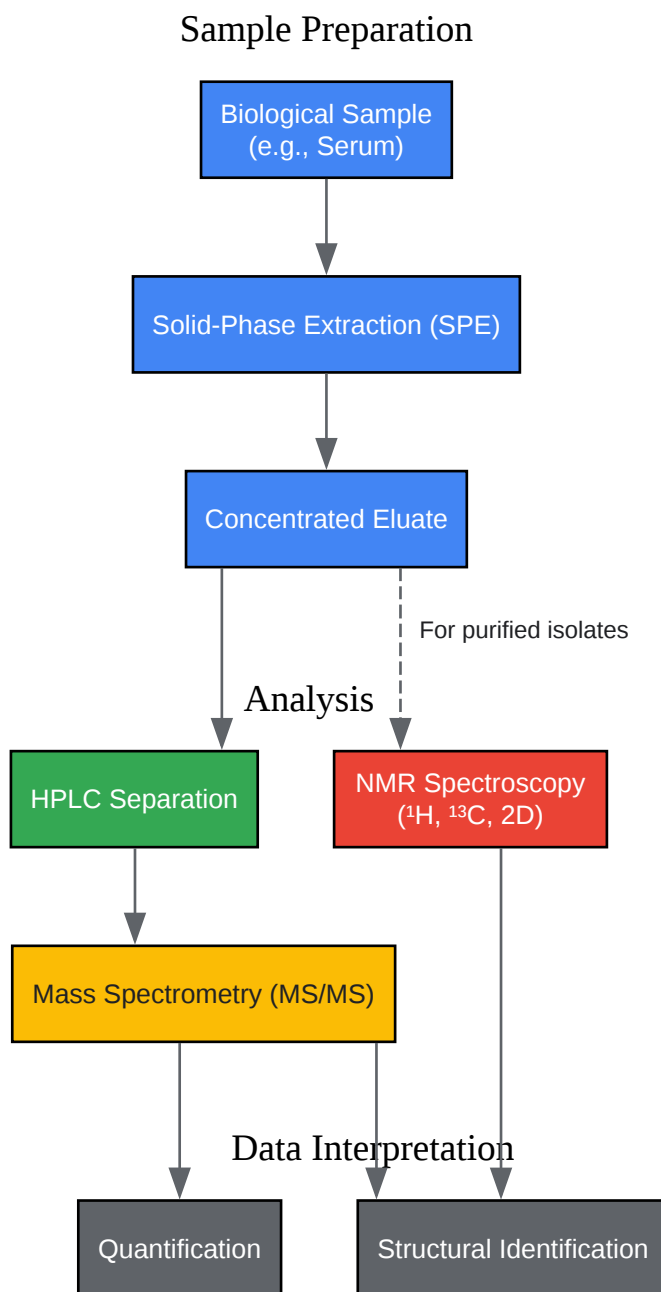 Sample Preparation
Biological Sample
(e.g., Serum)
Solid-Phase Extraction (SPE)
Concentrated Eluate
For purified isolates
Analysis
HPLC Separation
NMR Spectroscopy
(¹H, ¹³C, 2D)
Mass Spectrometry (MS/MS)
Data Interpretation
Quantification
Structural Identification